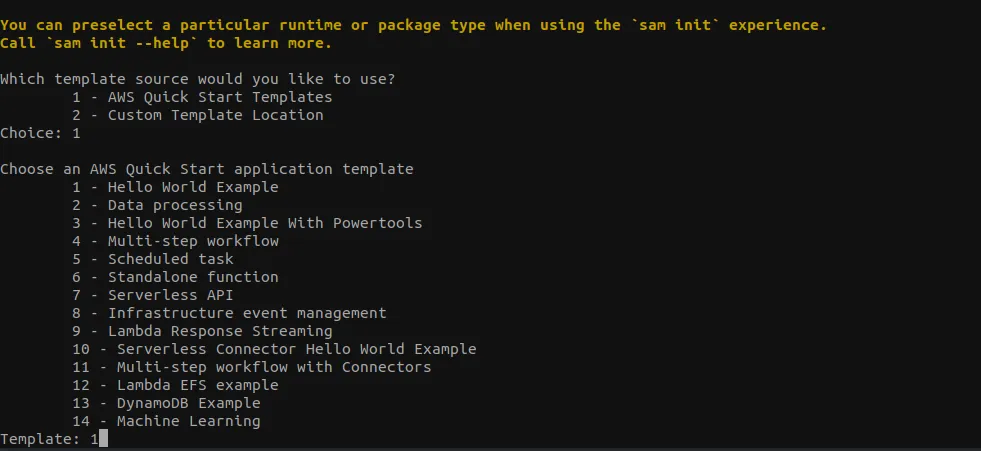 You can preselect a particular runtime or package type when using the `sam init` experience.
Call `sam init --help` to learn more.
Which template source would you like to use?
1 - AWS Quick Start Templates
2 - Custom Template Location
Choice: 1
Choose an AWS Quick Start application template
1 - Hello World Example
2 - Data processing
3 - Hello World Example With Powertools
4 - Multi-step workflow
5 - Scheduled task
6 - Standalone function
7 - Serverless API
8 - Infrastructure event management
9 - Lambda Response Streaming
10 - Serverless Connector Hello World Example
11 - Multi-step workflow with Connectors
12 - Lambda EFS example
13 - DynamoDB Example
14 - Machine Learning
Template: 1